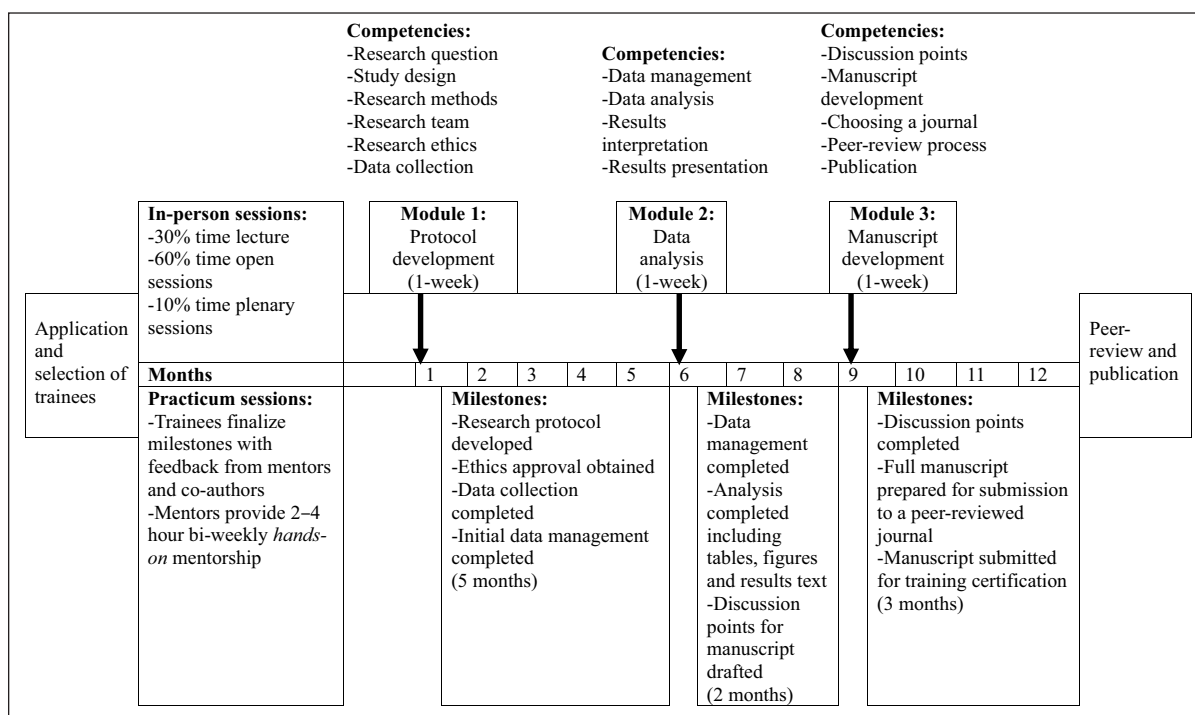 Competencies:
-Research question
-Study design
-Research methods
-Research team
-Research ethics
-Data collection
Competencies:
-Data management
-Data analysis
-Results
interpretation
-Results presentation
Competencies:
-Discussion points
-Manuscript
development
-Choosing a journal
-Peer-review process
-Publication
In-person sessions:
-30% time lecture
-60% time open
sessions
-10% time plenary
sessions
Module 1:
Protocol
development
(1-week)
Module 2:
Data
analysis
(1-week)
Module 3:
Manuscript
development
(1-week)
Application
and
selection of
trainees
Peer-
review and
publication
Months 1 2 3 4 5 6 7 8 9 10 11 12
Practicum sessions:
-Trainees finalize
milestones with
feedback from mentors
and co-authors
-Mentors provide 2–4
hour bi-weekly hands-
on mentorship
Milestones:
-Research protocol
developed
-Ethics approval obtained
-Data collection
completed
-Initial data management
completed
(5 months)
Milestones:
-Data
management
completed
-Analysis
completed
including
tables, figures
and results text
-Discussion
points for
manuscript
drafted
(2 months)
Milestones:
-Discussion points
completed
-Full manuscript
prepared for submission
to a peer-reviewed
journal
-Manuscript submitted
for training certification
(3 months)